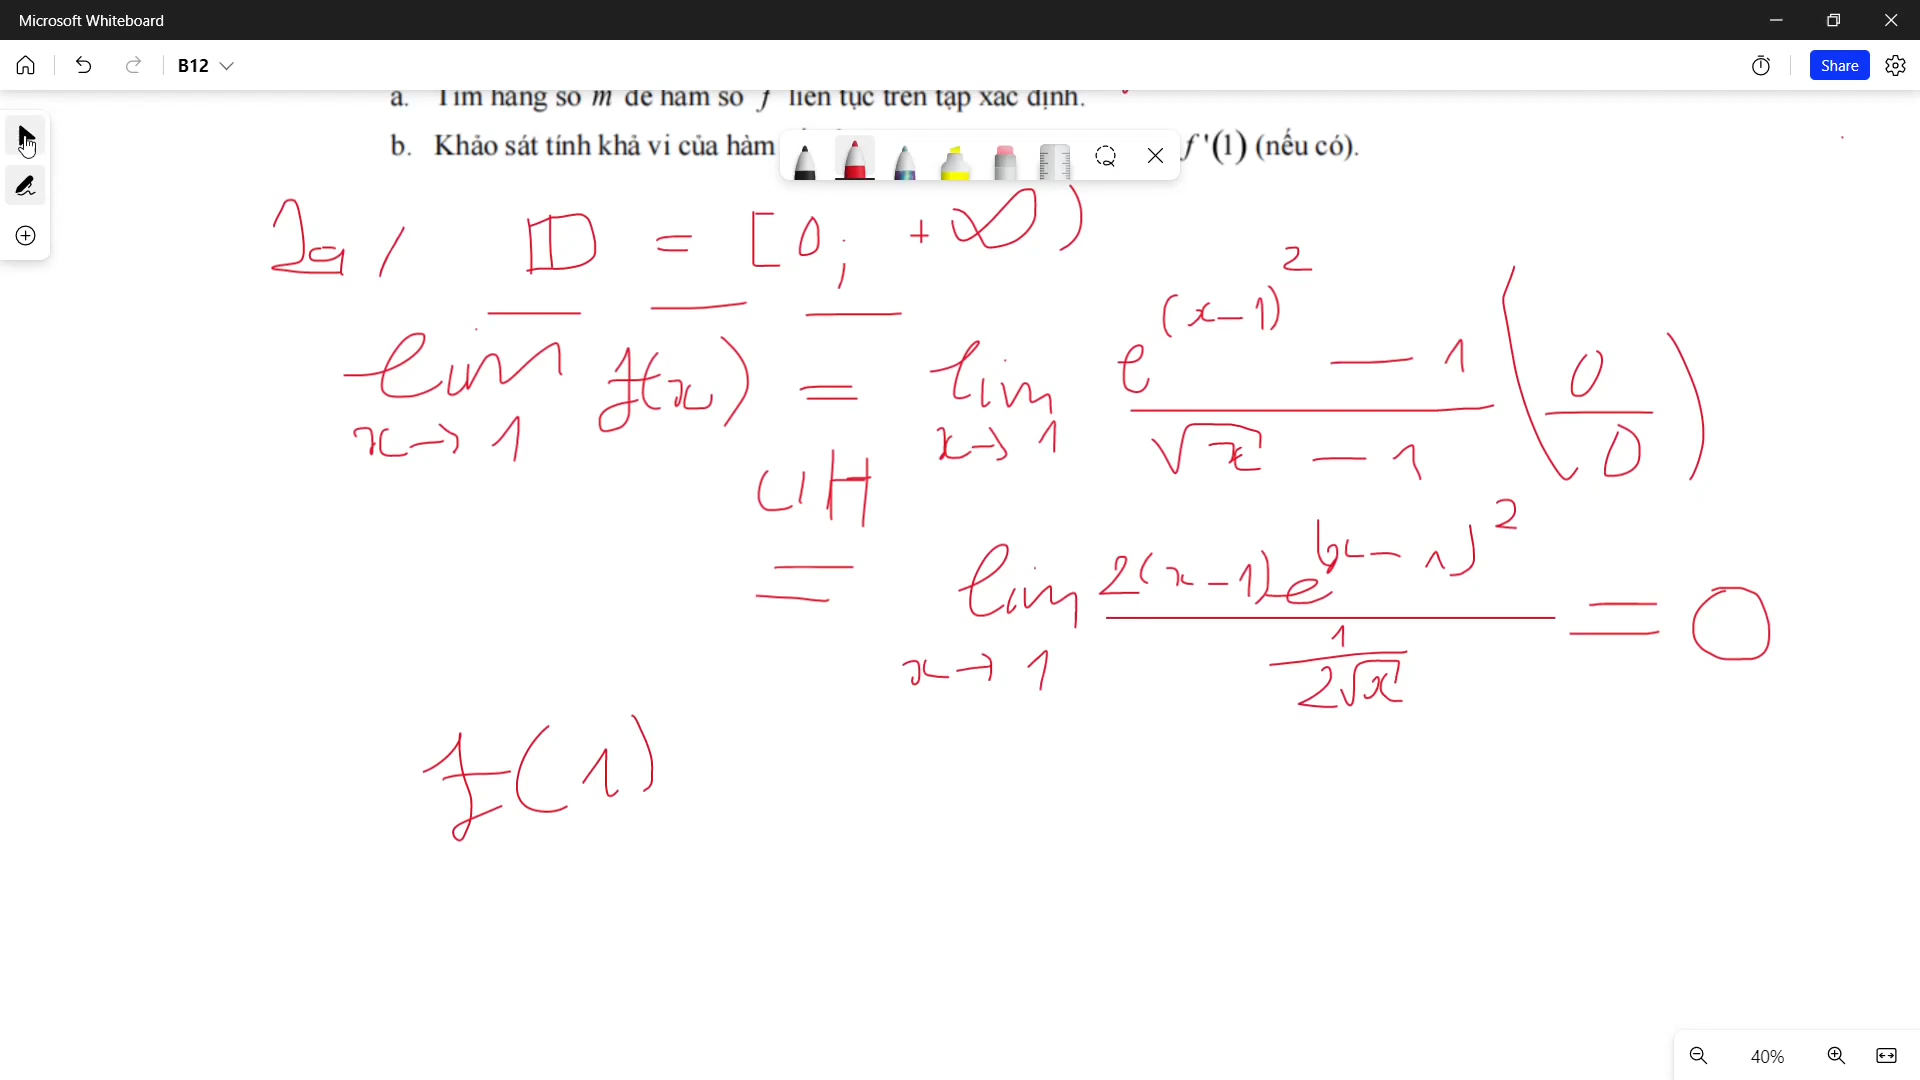 Microsoft Whiteboard
B12
Share
a. Tìm hằng số m để hàm số f liên tục trên tập xác định.
b. Khảo sát tính khả vi của hàm f'(1) (nếu có).
2a/ D = [0; +∞)
lim x→1 f(x) = lim x→1 (e^{(x-1)^2} - 1)/(√x - 1) (0/0)
L'H = lim x→1 (2(x-1)e^{(x-1)^2})/(1/(2√x)) = 0
f(1)
40%